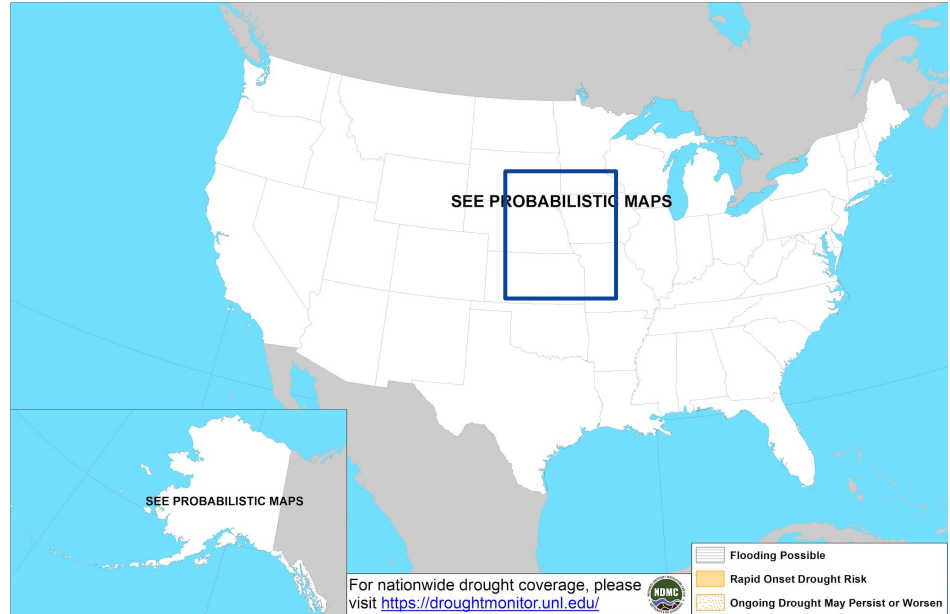 SEE PROBABILISTIC MAPS
SEE PROBABILISTIC MAPS
For nationwide drought coverage, please
visit https://droughtmonitor.unl.edu/
NDMC
Flooding Possible
Rapid Onset Drought Risk
Ongoing Drought May Persist or Worsen